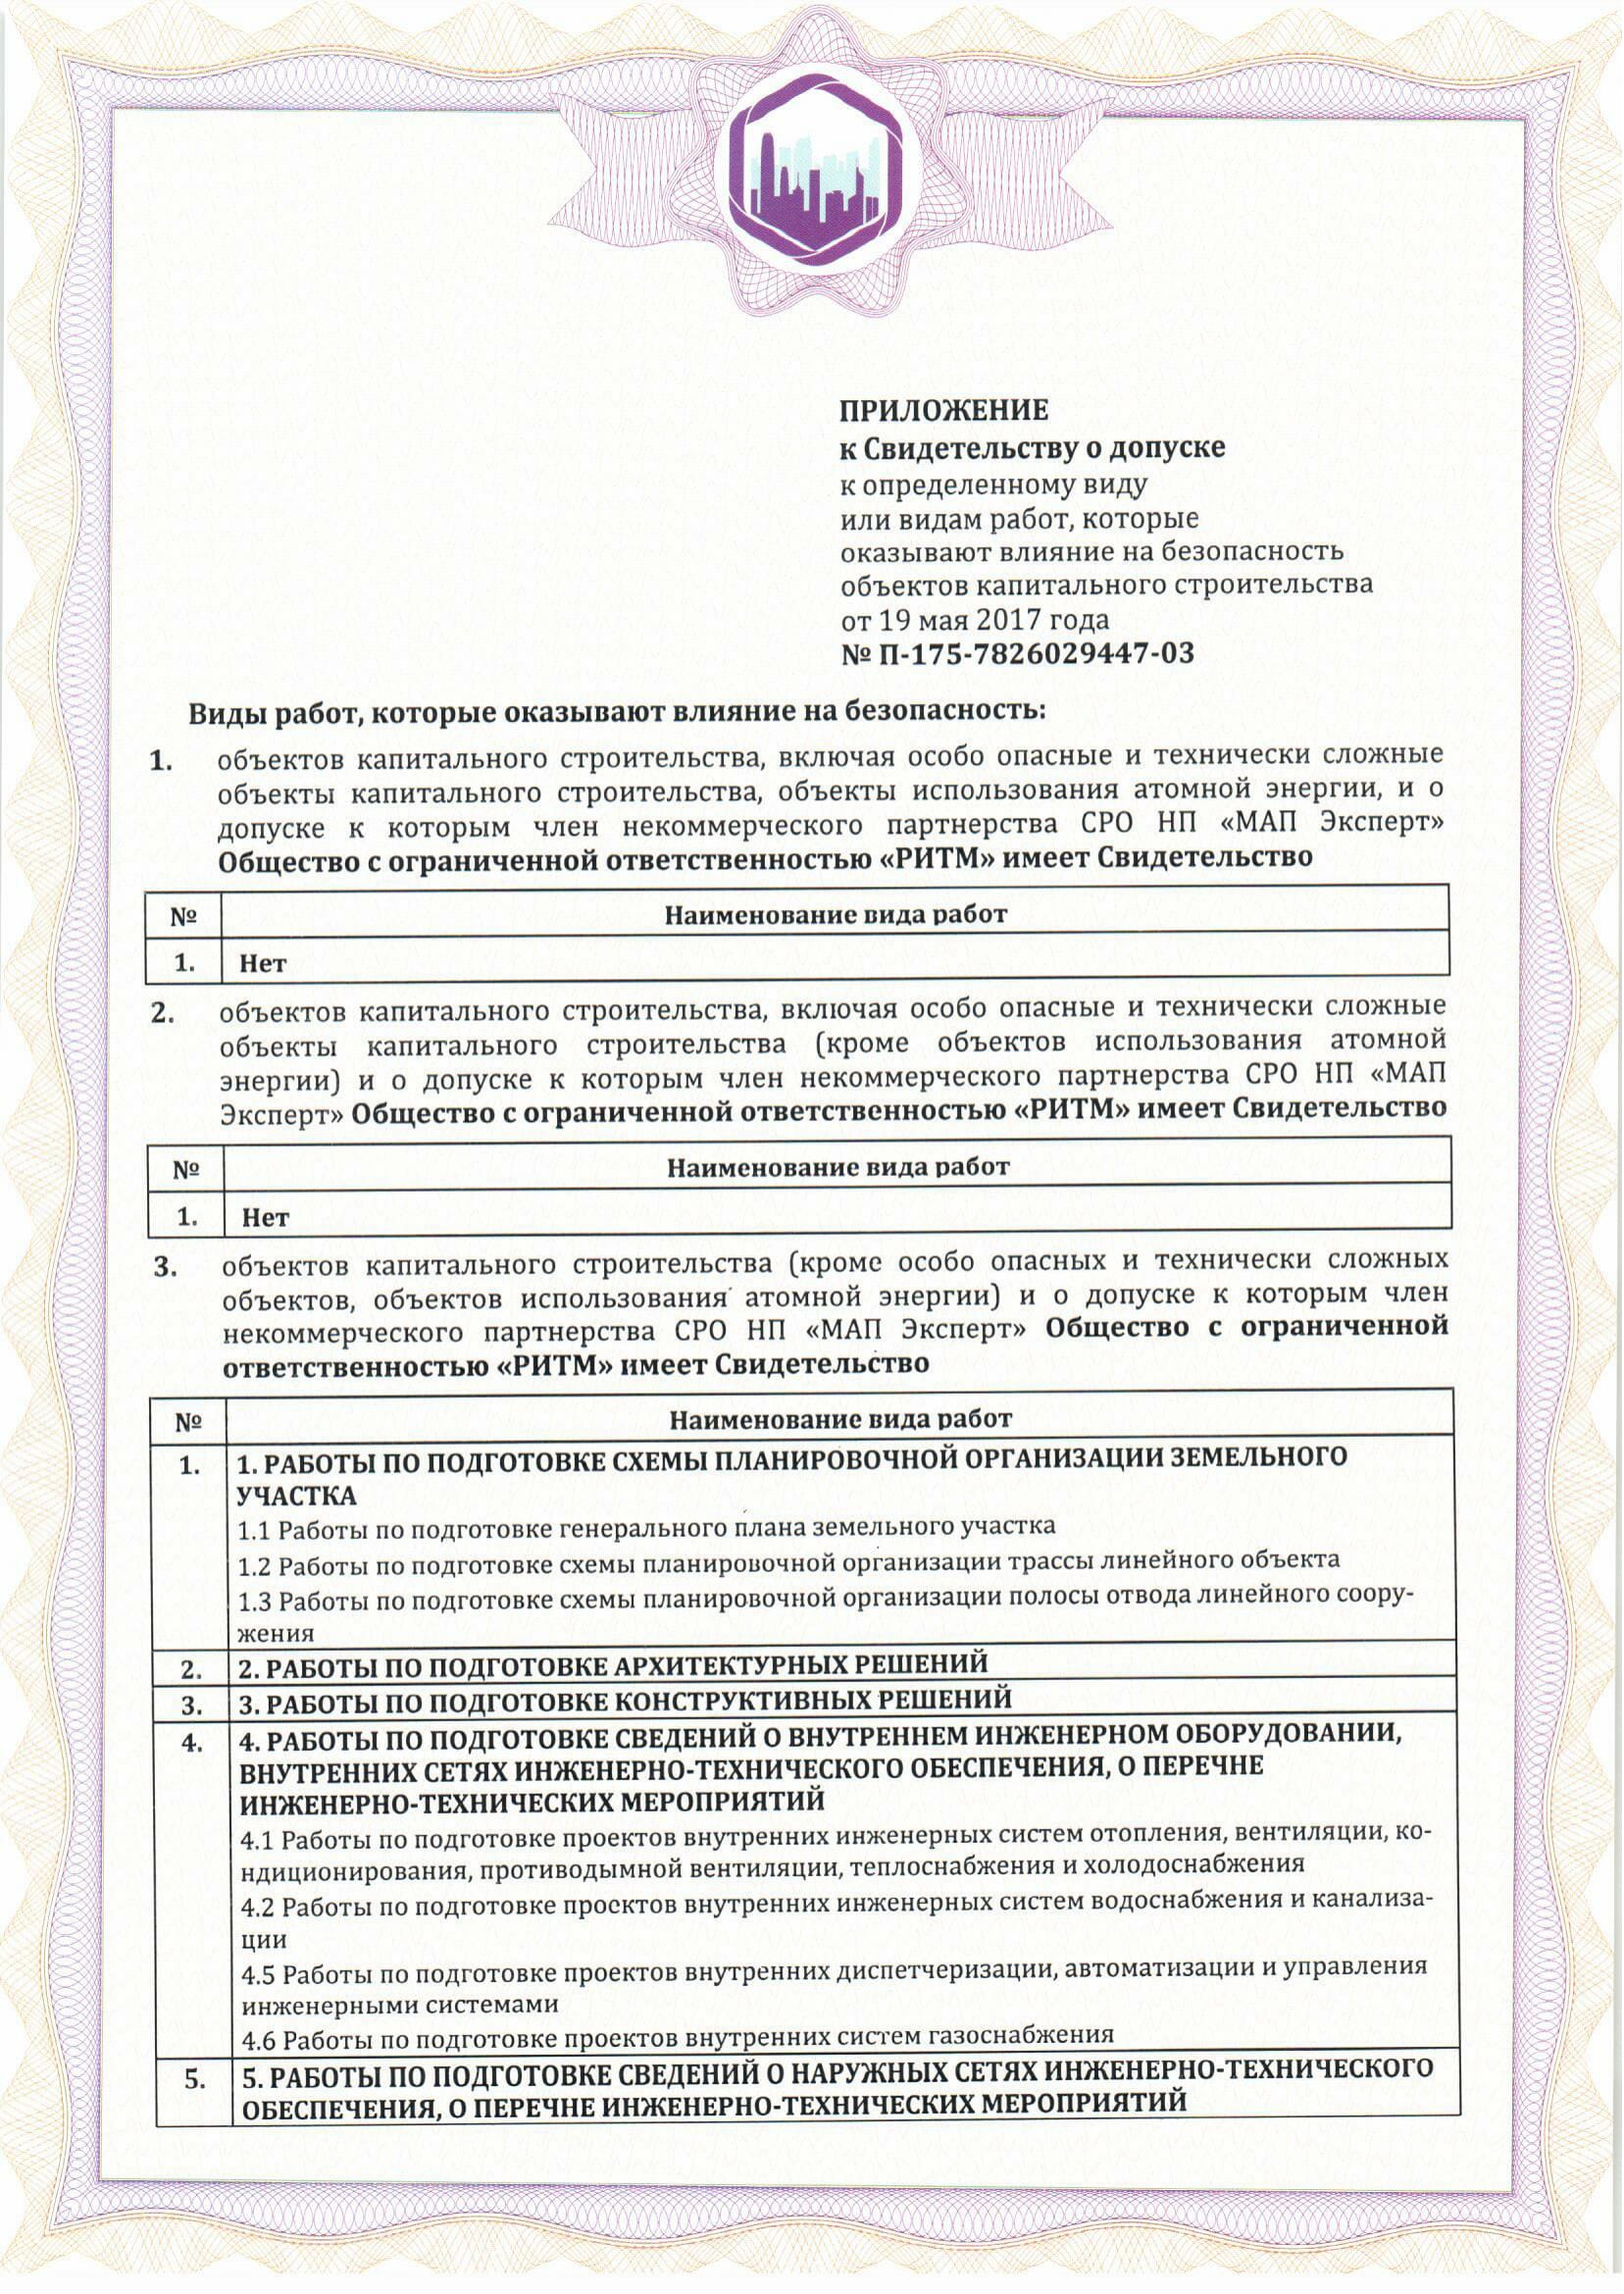 ПРИЛОЖЕНИЕ
к Свидетельству о допуске
к определенному виду
или видам работ, которые
оказывают влияние на безопасность
объектов капитального строительства
от 19 мая 2017 года
№ П-175-7826029447-03
Виды работ, которые оказывают влияние на безопасность:
1. объектов капитального строительства, включая особо опасные и технически сложные
объекты капитального строительства, объекты использования атомной энергии, и о
допуске к которым член некоммерческого партнерства СРО НП «МАП Эксперт»
Общество с ограниченной ответственностью «РИТМ» имеет Свидетельство
№ Наименование вида работ
1. Нет
2. объектов капитального строительства, включая особо опасные и технически сложные
объекты капитального строительства (кроме объектов использования атомной
энергии) и о допуске к которым член некоммерческого партнерства СРО НП «МАП
Эксперт» Общество с ограниченной ответственностью «РИТМ» имеет Свидетельство
№ Наименование вида работ
1. Нет
3. объектов капитального строительства (кроме особо опасных и технически сложных
объектов, объектов использования атомной энергии) и о допуске к которым член
некоммерческого партнерства СРО НП «МАП Эксперт» Общество с ограниченной
ответственностью «РИТМ» имеет Свидетельство
№ Наименование вида работ
1. 1. РАБОТЫ ПО ПОДГОТОВКЕ СХЕМЫ ПЛАНИРОВОЧНОЙ ОРГАНИЗАЦИИ ЗЕМЕЛЬНОГО
УЧАСТКА
1.1 Работы по подготовке генерального плана земельного участка
1.2 Работы по подготовке схемы планировочной организации трассы линейного объекта
1.3 Работы по подготовке схемы планировочной организации полосы отвода линейного соору-
жения
2. 2. РАБОТЫ ПО ПОДГОТОВКЕ АРХИТЕКТУРНЫХ РЕШЕНИЙ
3. 3. РАБОТЫ ПО ПОДГОТОВКЕ КОНСТРУКТИВНЫХ РЕШЕНИЙ
4. 4. РАБОТЫ ПО ПОДГОТОВКЕ СВЕДЕНИЙ О ВНУТРЕННЕМ ИНЖЕНЕРНОМ ОБОРУДОВАНИИ,
ВНУТРЕННИХ СЕТЯХ ИНЖЕНЕРНО-ТЕХНИЧЕСКОГО ОБЕСПЕЧЕНИЯ, О ПЕРЕЧНЕ
ИНЖЕНЕРНО-ТЕХНИЧЕСКИХ МЕРОПРИЯТИЙ
4.1 Работы по подготовке проектов внутренних инженерных систем отопления, вентиляции, ко-
ндиционирования, противодымной вентиляции, теплоснабжения и холодоснабжения
4.2 Работы по подготовке проектов внутренних инженерных систем водоснабжения и канализа-
ции
4.5 Работы по подготовке проектов внутренних диспетчеризации, автоматизации и управления
инженерными системами
4.6 Работы по подготовке проектов внутренних систем газоснабжения
5. 5. РАБОТЫ ПО ПОДГОТОВКЕ СВЕДЕНИЙ О НАРУЖНЫХ СЕТЯХ ИНЖЕНЕРНО-ТЕХНИЧЕСКОГО
ОБЕСПЕЧЕНИЯ, О ПЕРЕЧНЕ ИНЖЕНЕРНО-ТЕХНИЧЕСКИХ МЕРОПРИЯТИЙ